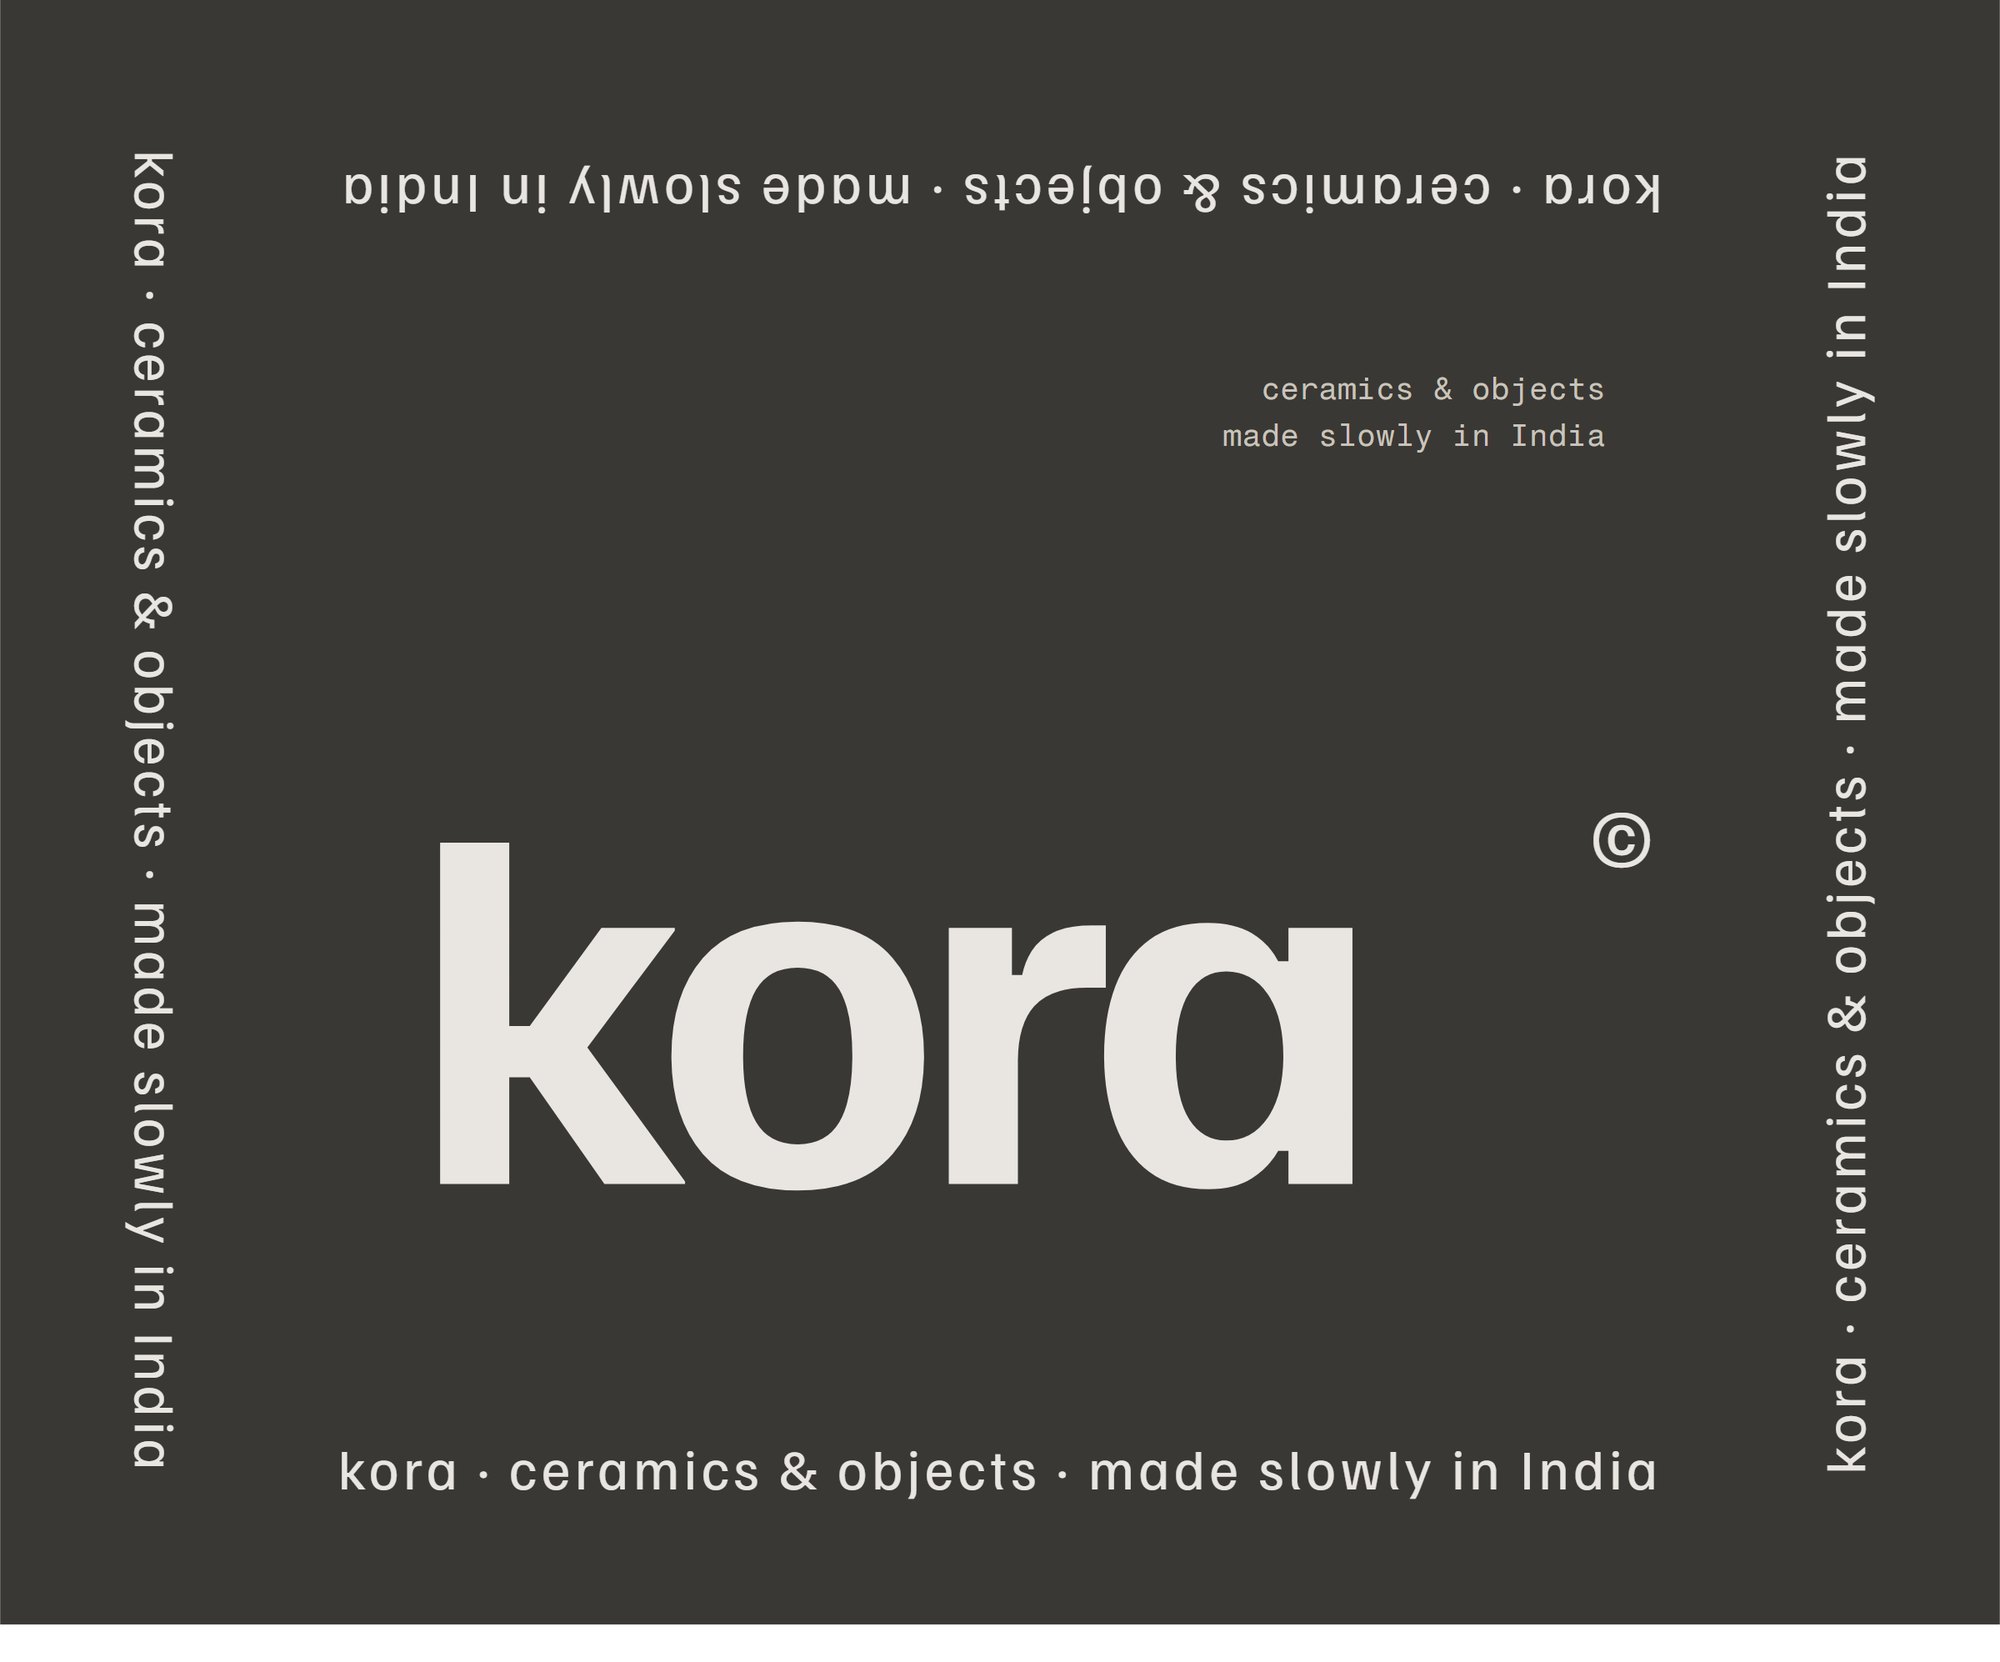 kora · ceramics & objects · made slowly in India
kora · ceramics & objects · made slowly in India
kora · ceramics & objects · made slowly in India
ceramics & objects
made slowly in India
©
kora
kora · ceramics & objects · made slowly in India